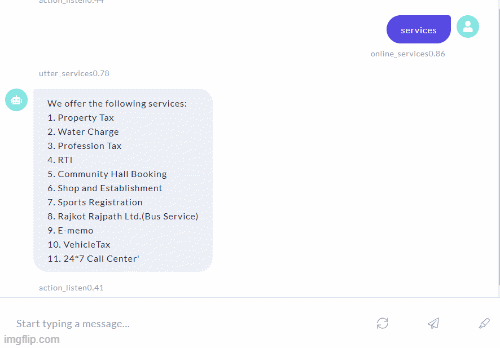 action_listen0.44
services
online_services0.86
utter_services0.70
We offer the following services:
1. Property Tax
2. Water Charge
3. Profession Tax
4. RTI
5. Community Hall Booking
6. Shop and Establishment
7. Sports Registration
8. Rajkot Rajpath Ltd.(Bus Service)
9. E-memo
10. VehicleTax
11. 24*7 Call Center'
action_listen0.41
Start typing a message...
imgflip.com